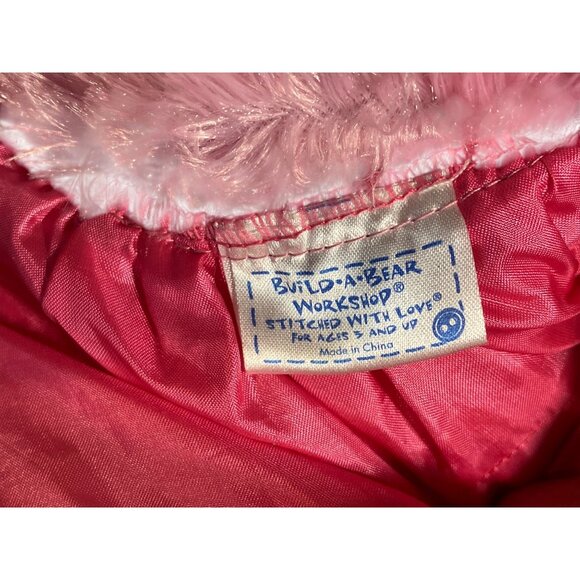 BUILD•A•BEAR
WORKSHOP®
STITCHED WITH LOVE®
FOR AGES 3 AND UP
Made in China